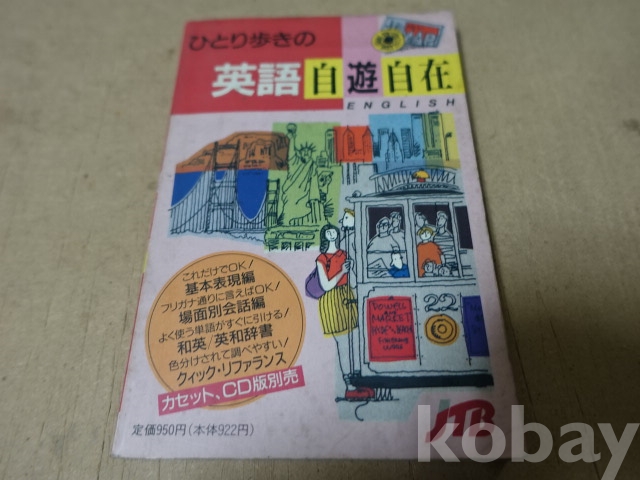 ひとり歩きの
英語自遊自在
ENGLISH
これだけでOK!
基本表現編
フリガナ通りに言えばOK!
場面別会話編
よく使う単語がすぐに引ける!
和英/英和辞書
色分けされて調べやすい!
クイック・リファランス
カセット、CD版別売
POWELL
MARKET
HYDE/BEACH
22
定価950円(本体922円)
JTB
kobay